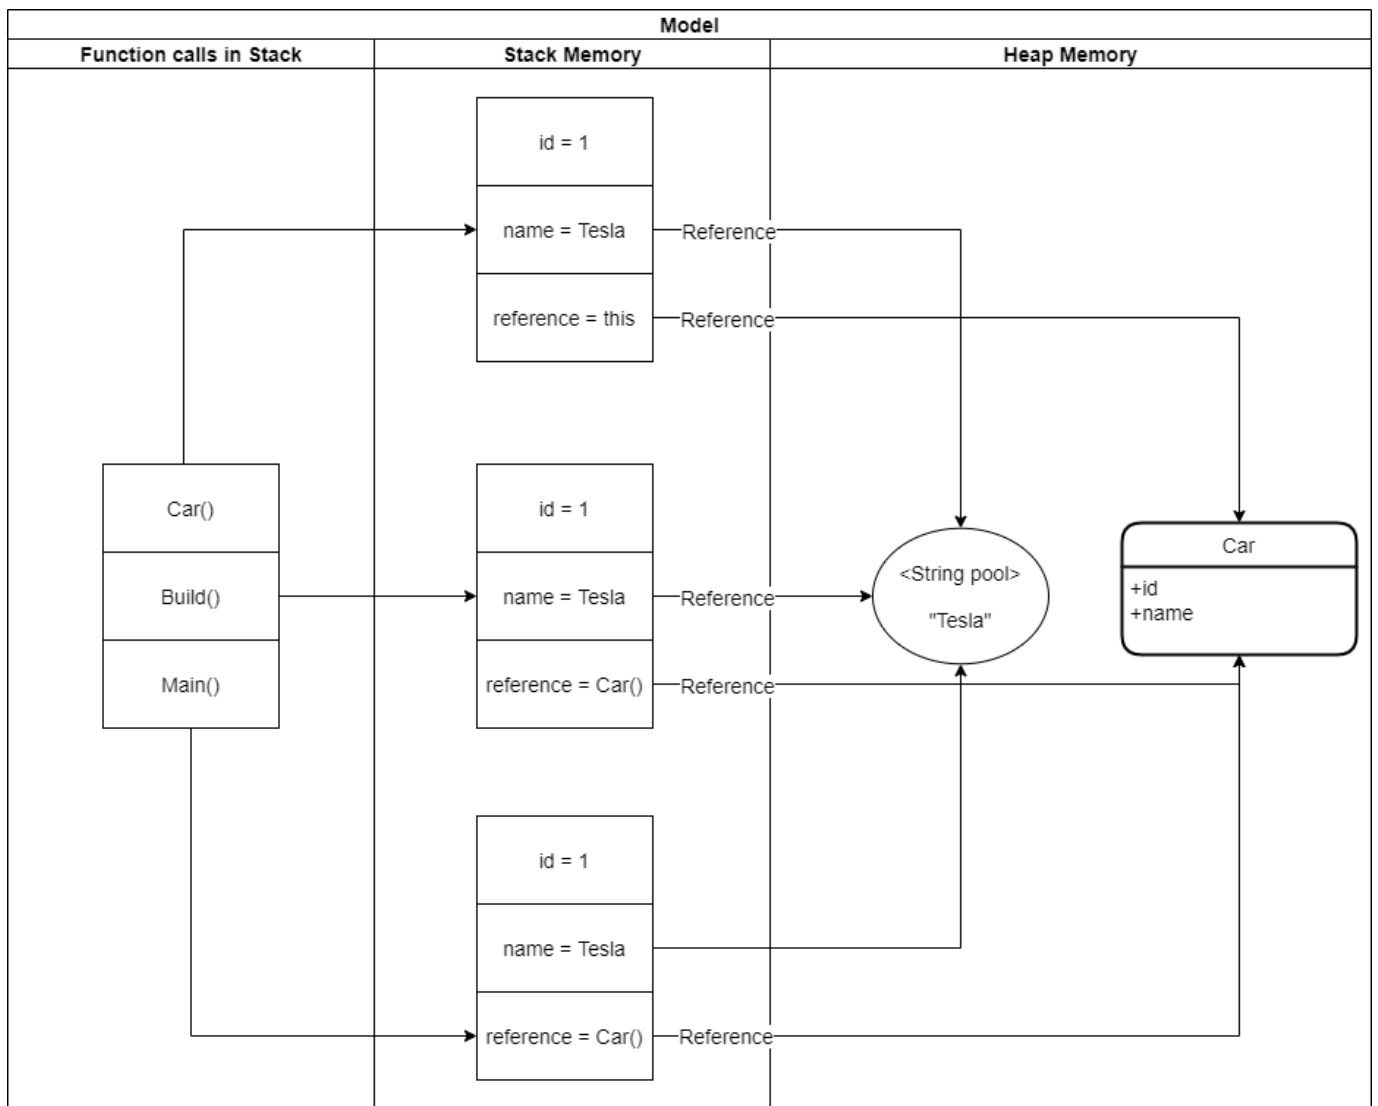 Model
Function calls in Stack
Stack Memory
Heap Memory
id = 1
name = Tesla
Reference
reference = this
Reference
Car()
Build()
Main()
id = 1
name = Tesla
Reference
reference = Car()
Reference
<String pool>
"Tesla"
Car
+id
+name
id = 1
name = Tesla
reference = Car()
Reference